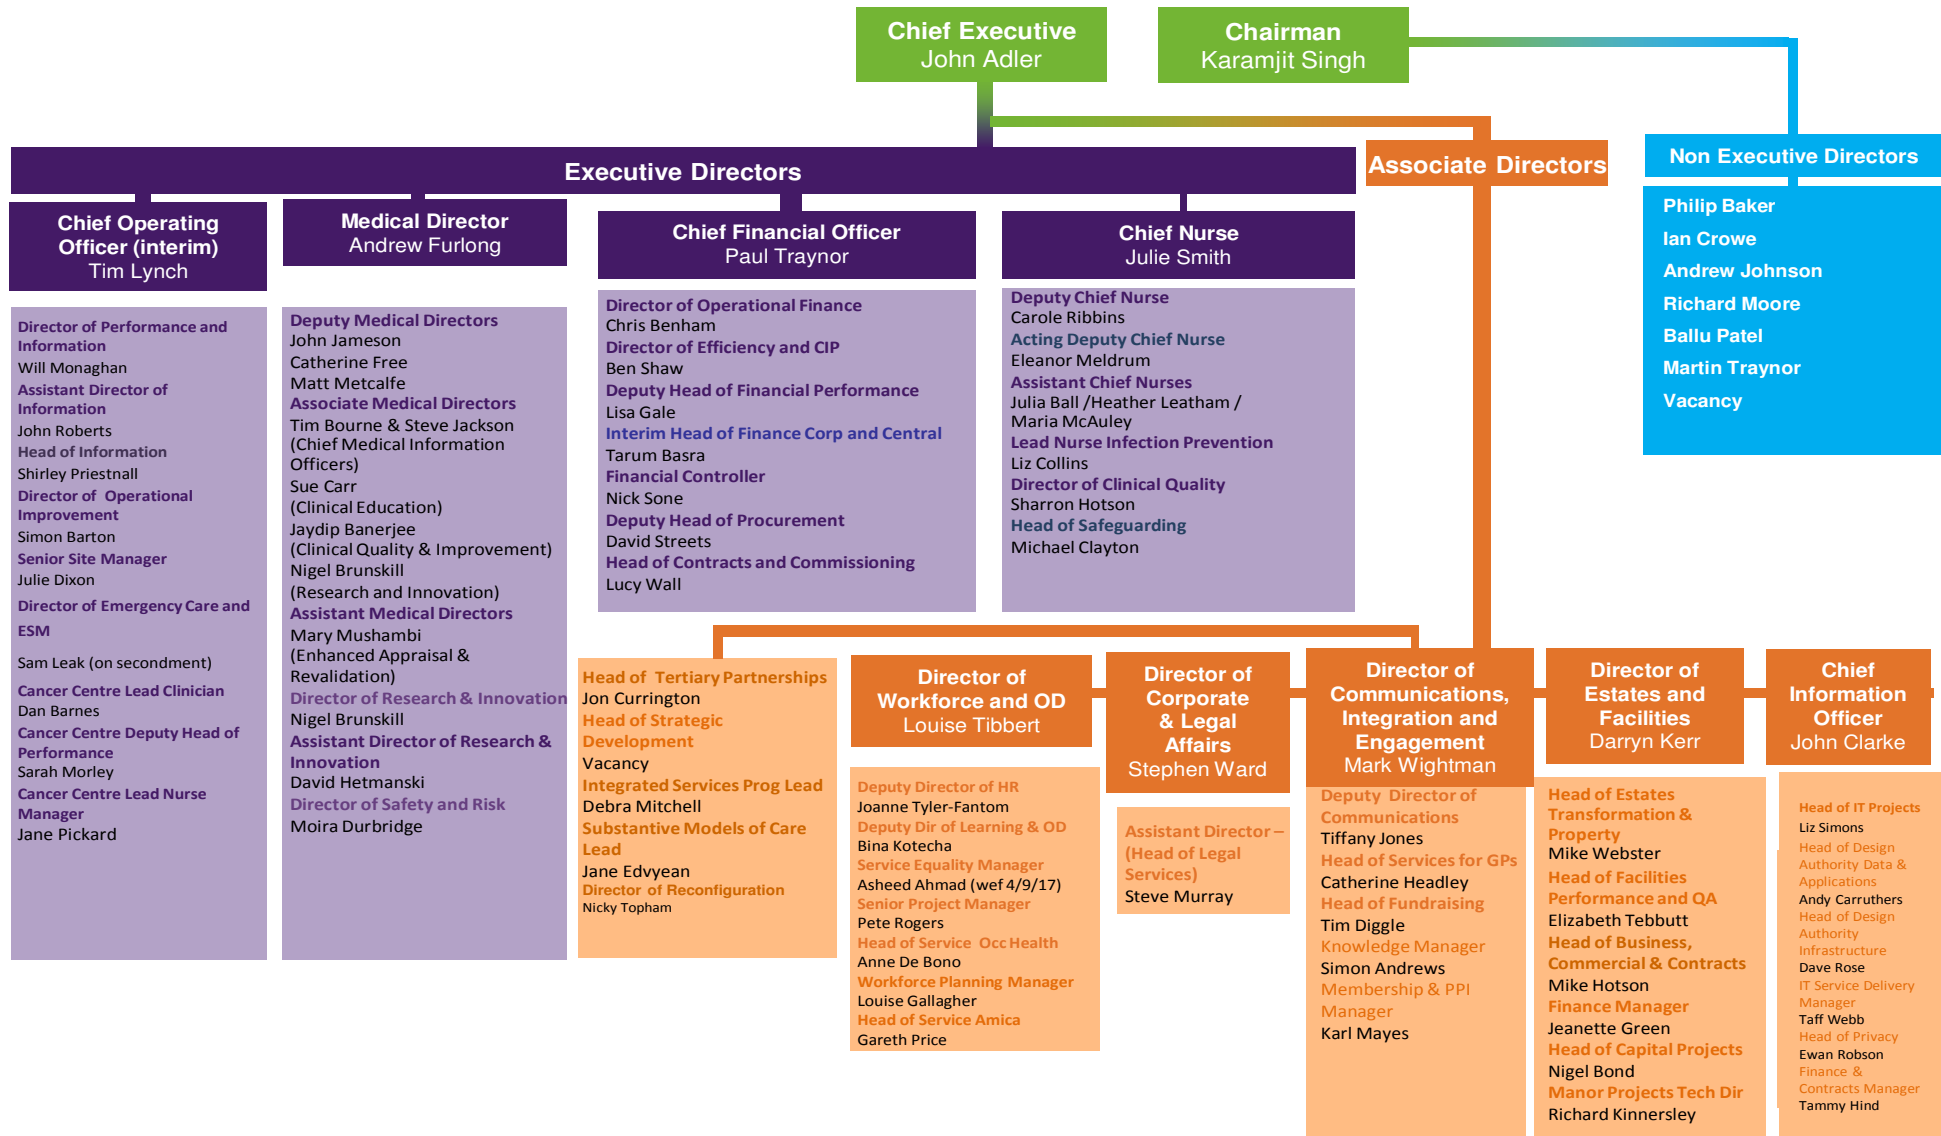 Chief Executive
John Adler
Chairman
Karamjit Singh
Executive Directors
Associate Directors
Non Executive Directors
Philip Baker
Ian Crowe
Andrew Johnson
Richard Moore
Ballu Patel
Martin Traynor
Vacancy
Chief Operating
Officer (interim)
Tim Lynch
Director of Performance and
Information
Will Monaghan
Assistant Director of
Information
John Roberts
Head of Information
Shirley Priestnall
Director of Operational
Improvement
Simon Barton
Senior Site Manager
Julie Dixon
Director of Emergency Care and
ESM
Sam Leak (on secondment)
Cancer Centre Lead Clinician
Dan Barnes
Cancer Centre Deputy Head of
Performance
Sarah Morley
Cancer Centre Lead Nurse
Manager
Jane Pickard
Medical Director
Andrew Furlong
Deputy Medical Directors
John Jameson
Catherine Free
Matt Metcalfe
Associate Medical Directors
Tim Bourne & Steve Jackson
(Chief Medical Information
Officers)
Sue Carr
(Clinical Education)
Jaydip Banerjee
(Clinical Quality & Improvement)
Nigel Brunskill
(Research and Innovation)
Assistant Medical Directors
Mary Mushambi
(Enhanced Appraisal &
Revalidation)
Director of Research & Innovation
Nigel Brunskill
Assistant Director of Research &
Innovation
David Hetmanski
Director of Safety and Risk
Moira Durbridge
Chief Financial Officer
Paul Traynor
Director of Operational Finance
Chris Benham
Director of Efficiency and CIP
Ben Shaw
Deputy Head of Financial Performance
Lisa Gale
Interim Head of Finance Corp and Central
Tarum Basra
Financial Controller
Nick Sone
Deputy Head of Procurement
David Streets
Head of Contracts and Commissioning
Lucy Wall
Chief Nurse
Julie Smith
Deputy Chief Nurse
Carole Ribbins
Acting Deputy Chief Nurse
Eleanor Meldrum
Assistant Chief Nurses
Julia Ball /Heather Leatham /
Maria McAuley
Lead Nurse Infection Prevention
Liz Collins
Director of Clinical Quality
Sharron Hotson
Head of Safeguarding
Michael Clayton
Head of Tertiary Partnerships
Jon Currington
Head of Strategic
Development
Vacancy
Integrated Services Prog Lead
Debra Mitchell
Substantive Models of Care
Lead
Jane Edvyean
Director of Reconfiguration
Nicky Topham
Director of
Workforce and OD
Louise Tibbert
Deputy Director of HR
Joanne Tyler-Fantom
Deputy Dir of Learning & OD
Bina Kotecha
Service Equality Manager
Asheed Ahmad (wef 4/9/17)
Senior Project Manager
Pete Rogers
Head of Service Occ Health
Anne De Bono
Workforce Planning Manager
Louise Gallagher
Head of Service Amica
Gareth Price
Director of
Corporate
& Legal
Affairs
Stephen Ward
Assistant Director –
(Head of Legal
Services)
Steve Murray
Director of
Communications,
Integration and
Engagement
Mark Wightman
Deputy Director of
Communications
Tiffany Jones
Head of Services for GPs
Catherine Headley
Head of Fundraising
Tim Diggle
Knowledge Manager
Simon Andrews
Membership & PPI
Manager
Karl Mayes
Director of
Estates and
Facilities
Darryn Kerr
Head of Estates
Transformation &
Property
Mike Webster
Head of Facilities
Performance and QA
Elizabeth Tebbutt
Head of Business,
Commercial & Contracts
Mike Hotson
Finance Manager
Jeanette Green
Head of Capital Projects
Nigel Bond
Manor Projects Tech Dir
Richard Kinnersley
Chief
Information
Officer
John Clarke
Head of IT Projects
Liz Simons
Head of Design
Authority Data &
Applications
Andy Carruthers
Head of Design
Authority
Infrastructure
Dave Rose
IT Service Delivery
Manager
Taff Webb
Head of Privacy
Ewan Robson
Finance &
Contracts Manager
Tammy Hind